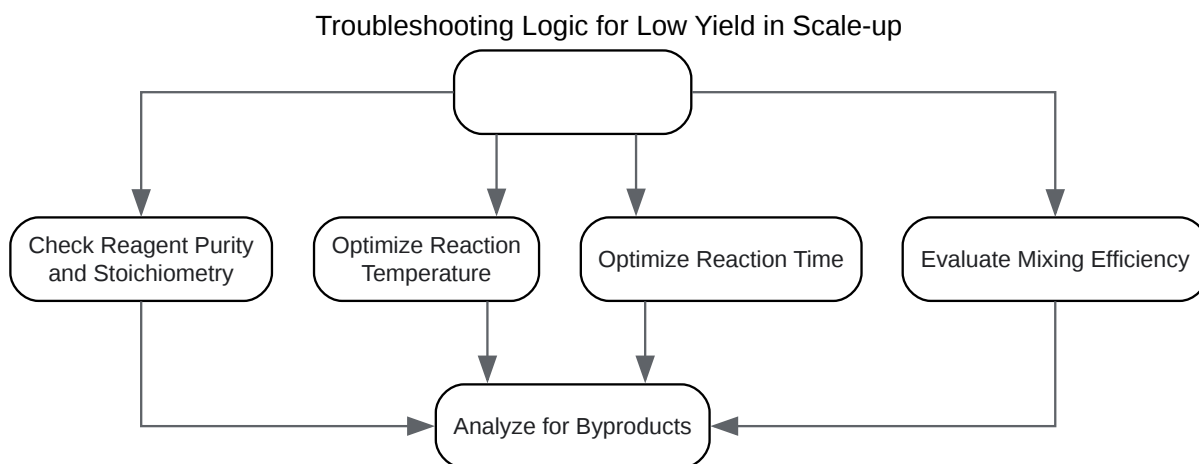 Troubleshooting Logic for Low Yield in Scale-up
Check Reagent Purity
and Stoichiometry
Optimize Reaction
Temperature
Optimize Reaction Time
Evaluate Mixing Efficiency
Analyze for Byproducts